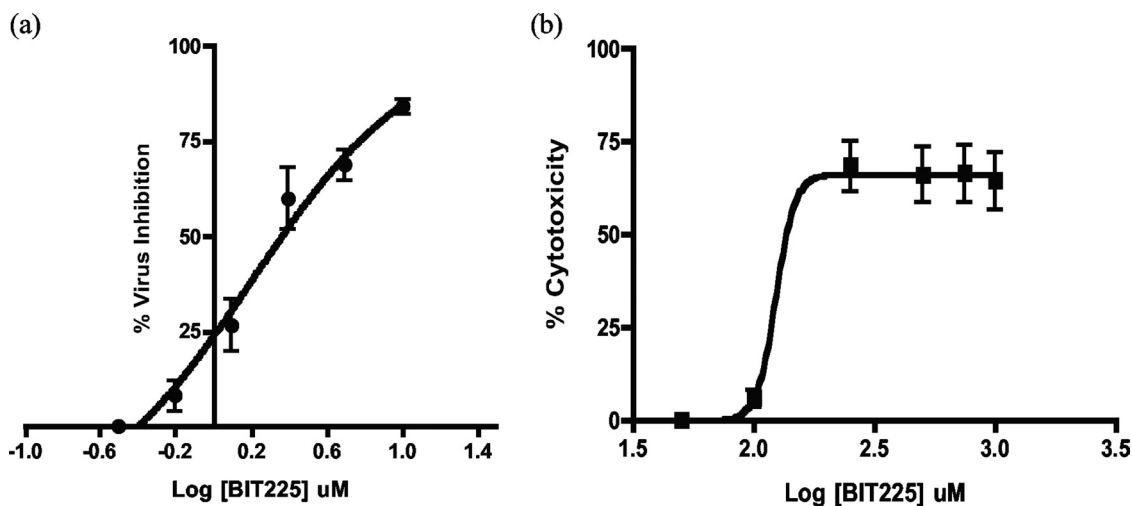 (a)
100
75
50
25
% Virus Inhibition
-1.0 -0.6 -0.2 0.2 0.6 1.0 1.4
Log [BIT225] uM
(b)
100
75
50
25
0
% Cytotoxicity
1.5 2.0 2.5 3.0 3.5
Log [BIT225] uM